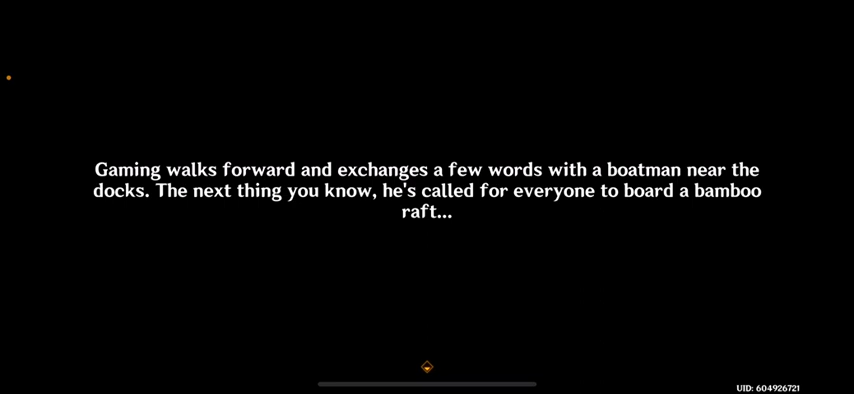 Gaming walks forward and exchanges a few words with a boatman near the
docks. The next thing you know, he's called for everyone to board a bamboo
raft...
UID: 604926721